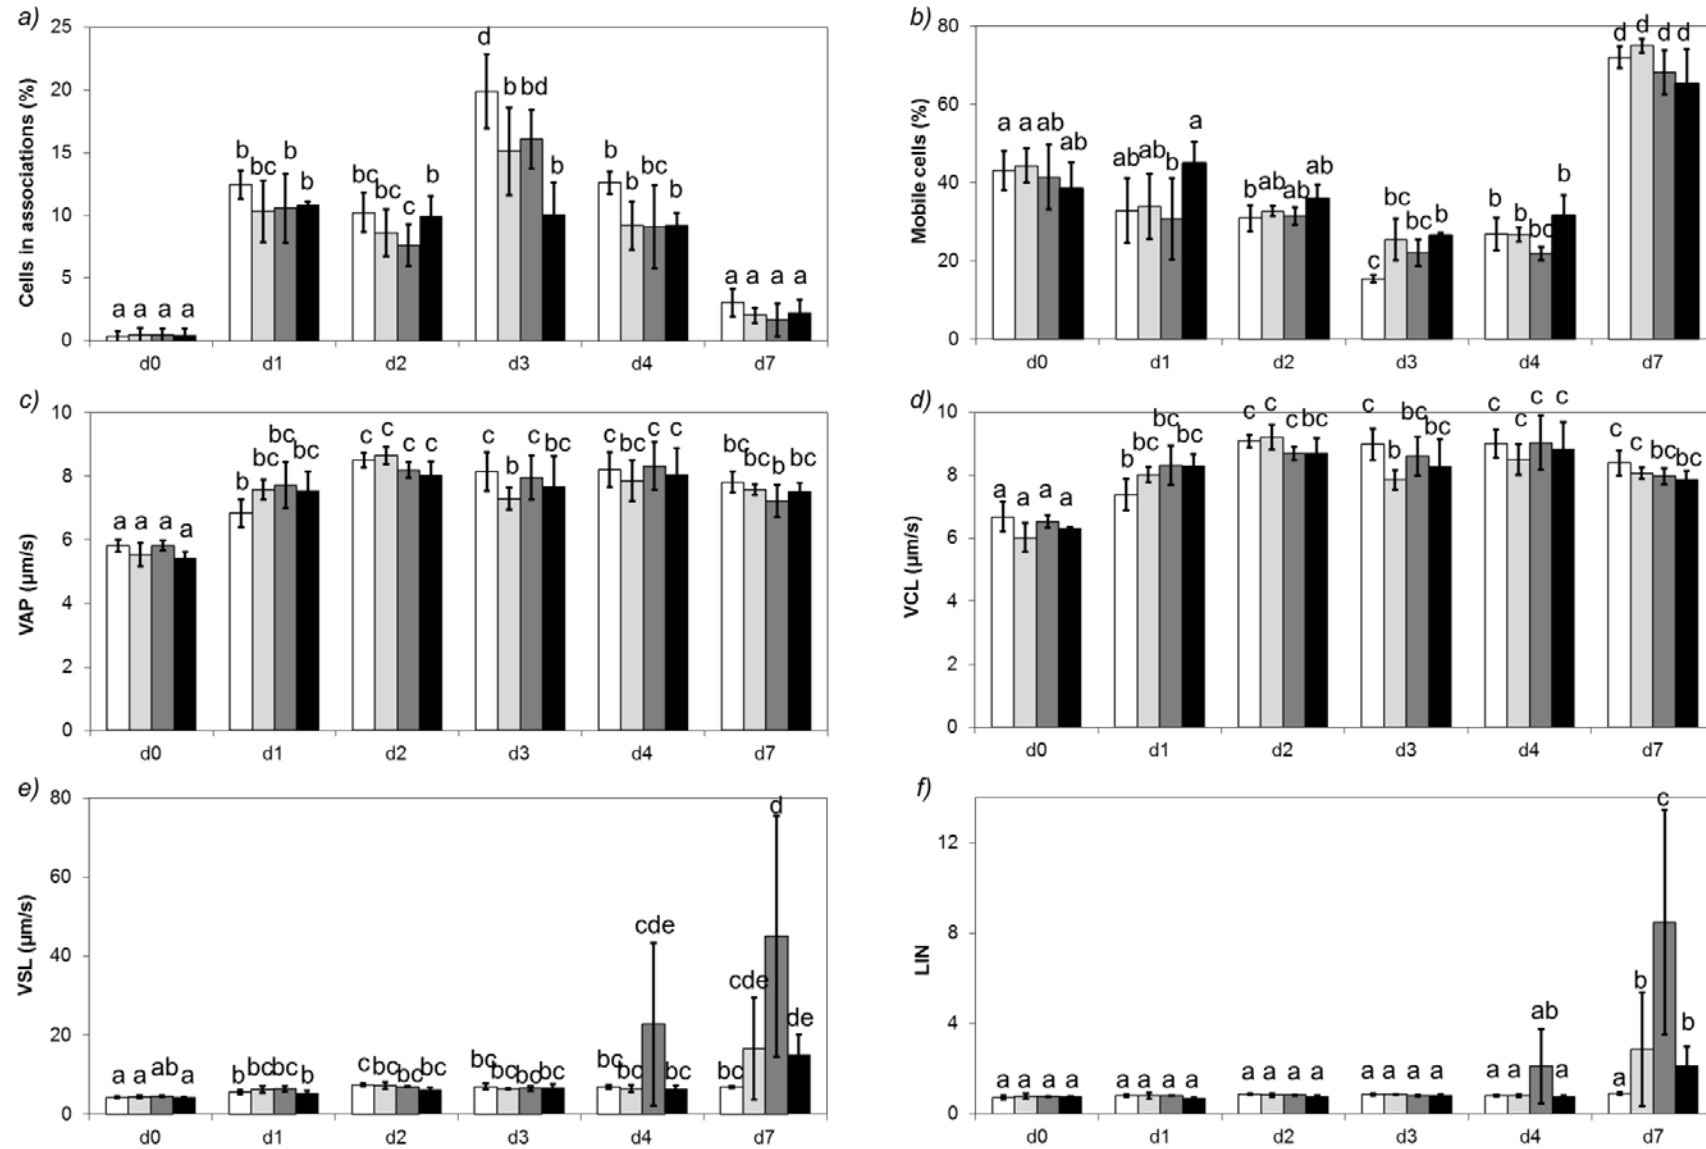 a)
Cells in associations (%)
25
20
15
10
5
0
a a a a
b bc b b
bc bc c b
d b bd b
b b bc b
a a a a
d0 d1 d2 d3 d4 d7
b)
Mobile cells (%)
80
60
40
20
0
a a ab ab
ab ab b a
b ab ab ab
c bc bc b
b b bc b
d d d d
d0 d1 d2 d3 d4 d7
c)
VAP (µm/s)
10
8
6
4
2
0
a a a a
b bc bc bc
c c c c
c b c bc
c bc c c
bc bc b bc
d0 d1 d2 d3 d4 d7
d)
VCL (µm/s)
10
8
6
4
2
0
a a a a
b bc bc bc
c c c bc
c b bc bc
c c c c
c c bc bc
d0 d1 d2 d3 d4 d7
e)
VSL (µm/s)
80
60
40
20
0
a a ab a
b bc bc b
c bc bc bc
bc bc bc bc
bc bc cde bc
bc cde d de
d0 d1 d2 d3 d4 d7
f)
LIN
12
8
4
0
a a a a
a a a a
a a a a
a a a a
a a ab a
a b c b
d0 d1 d2 d3 d4 d7